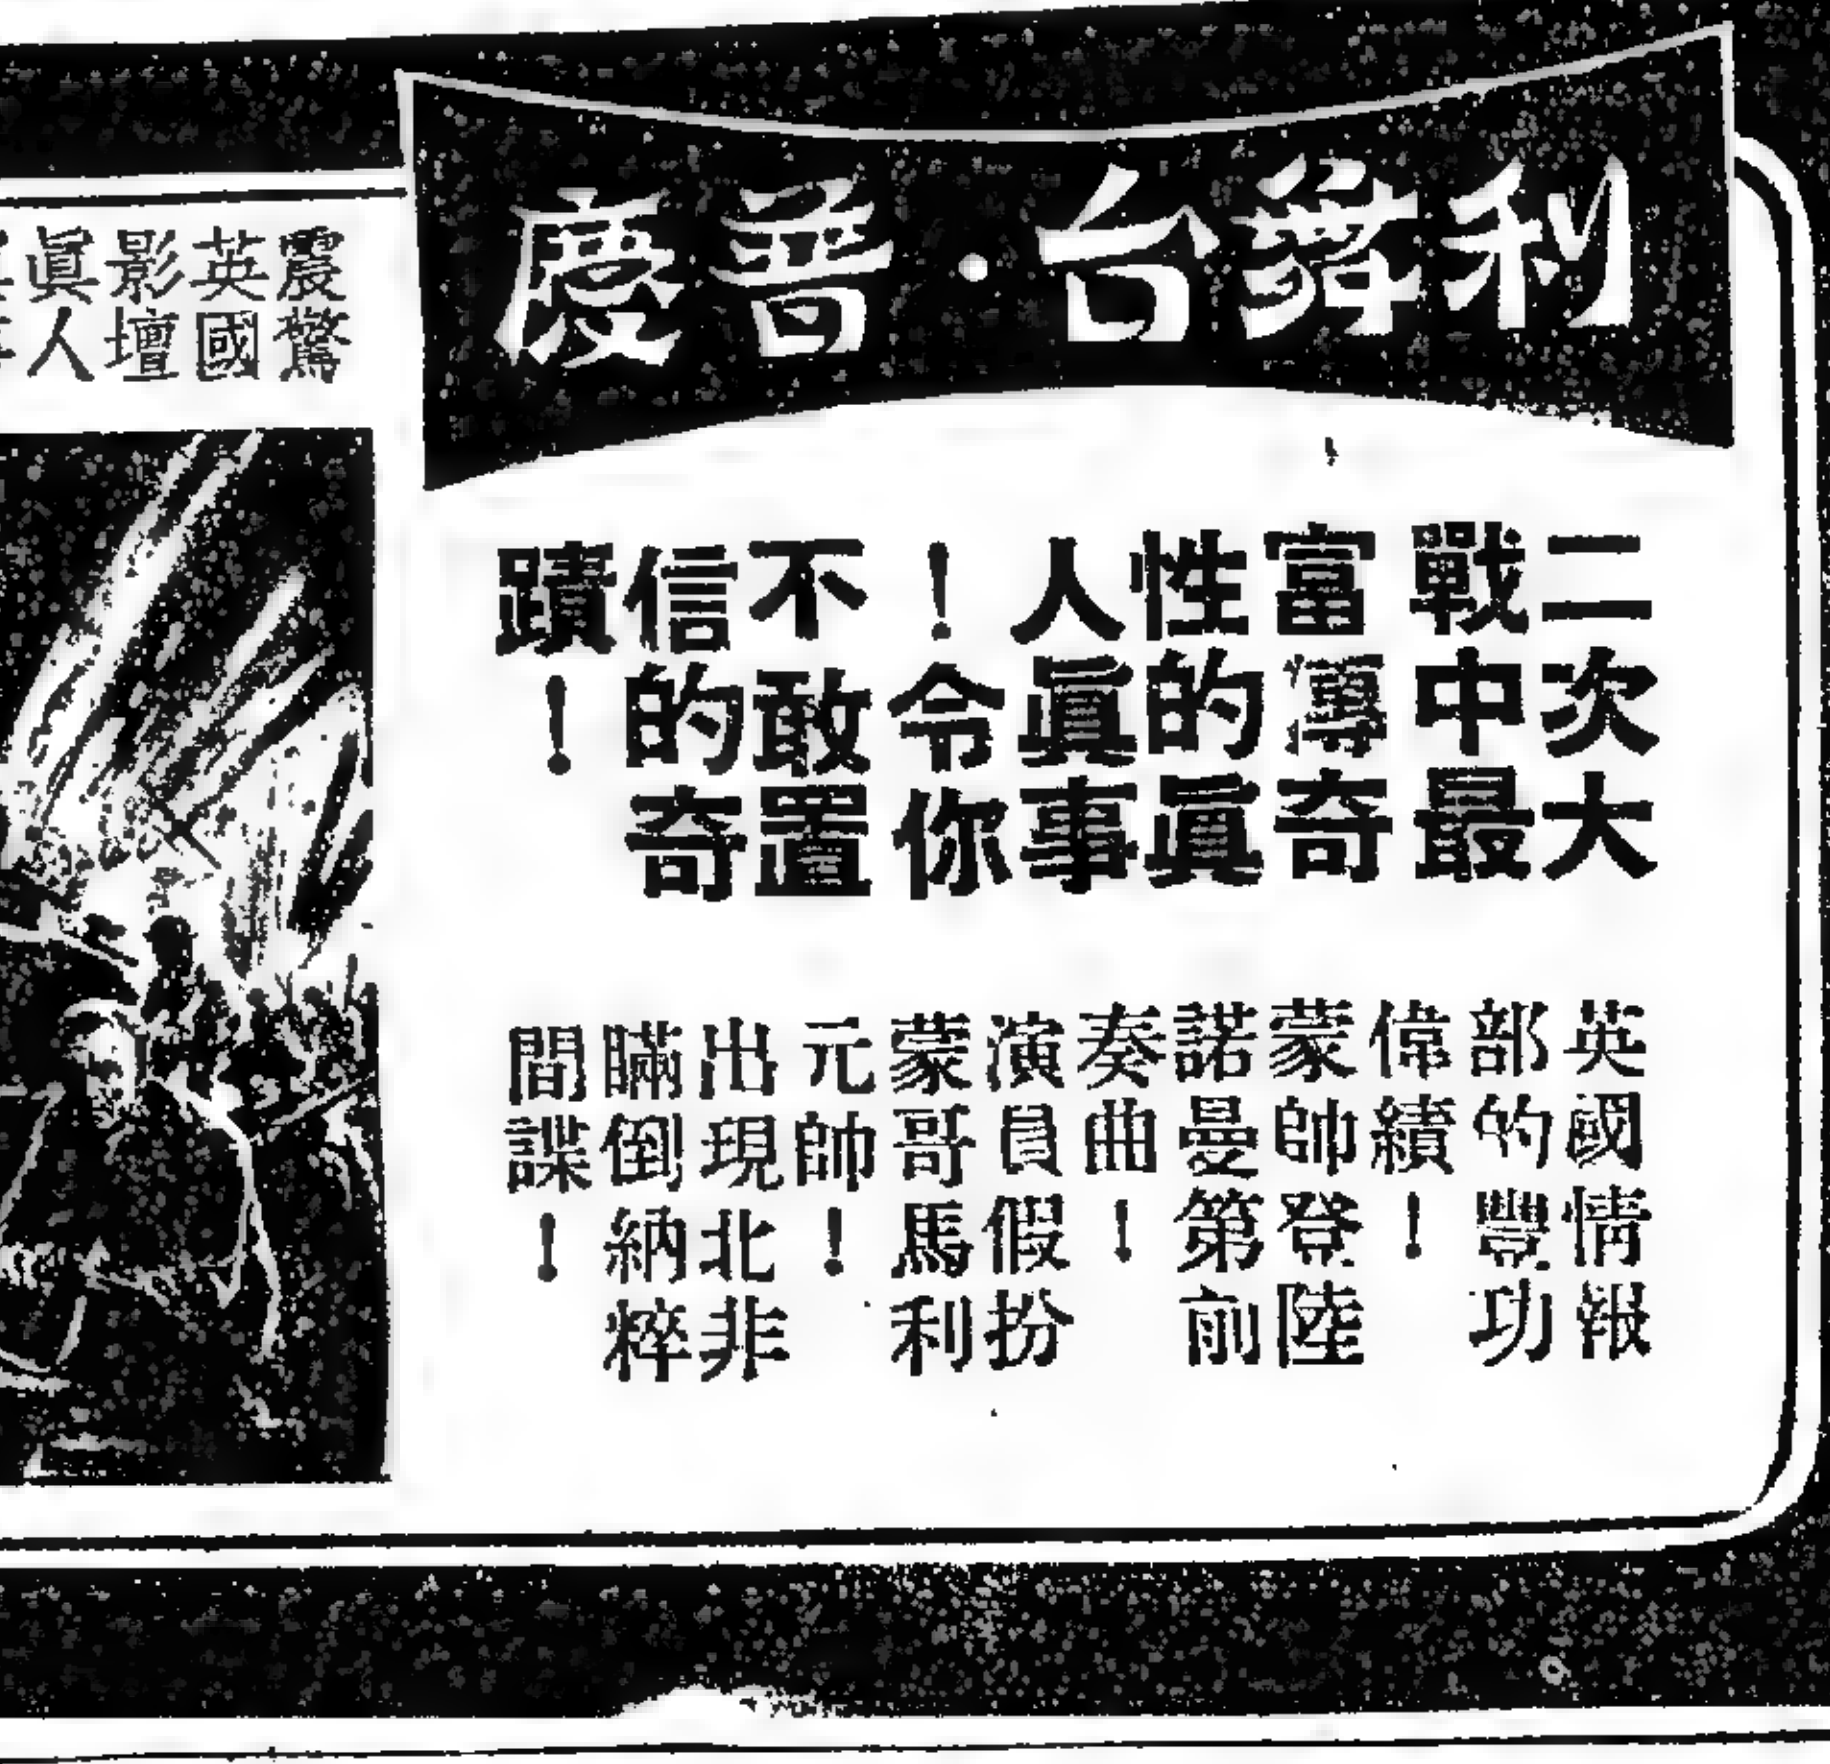 利舞台・普慶
二次大
戰中最
富傳奇
性的眞
人眞事
！令你
不敢置
信的奇
蹟！
英國情報
部的豐功
偉績！
蒙帥登陸
諾曼第前
奏曲！
演員假扮
蒙哥馬利
元帥！
出現北非
瞞倒納粹
間諜！
震驚
英國
影壇
眞人